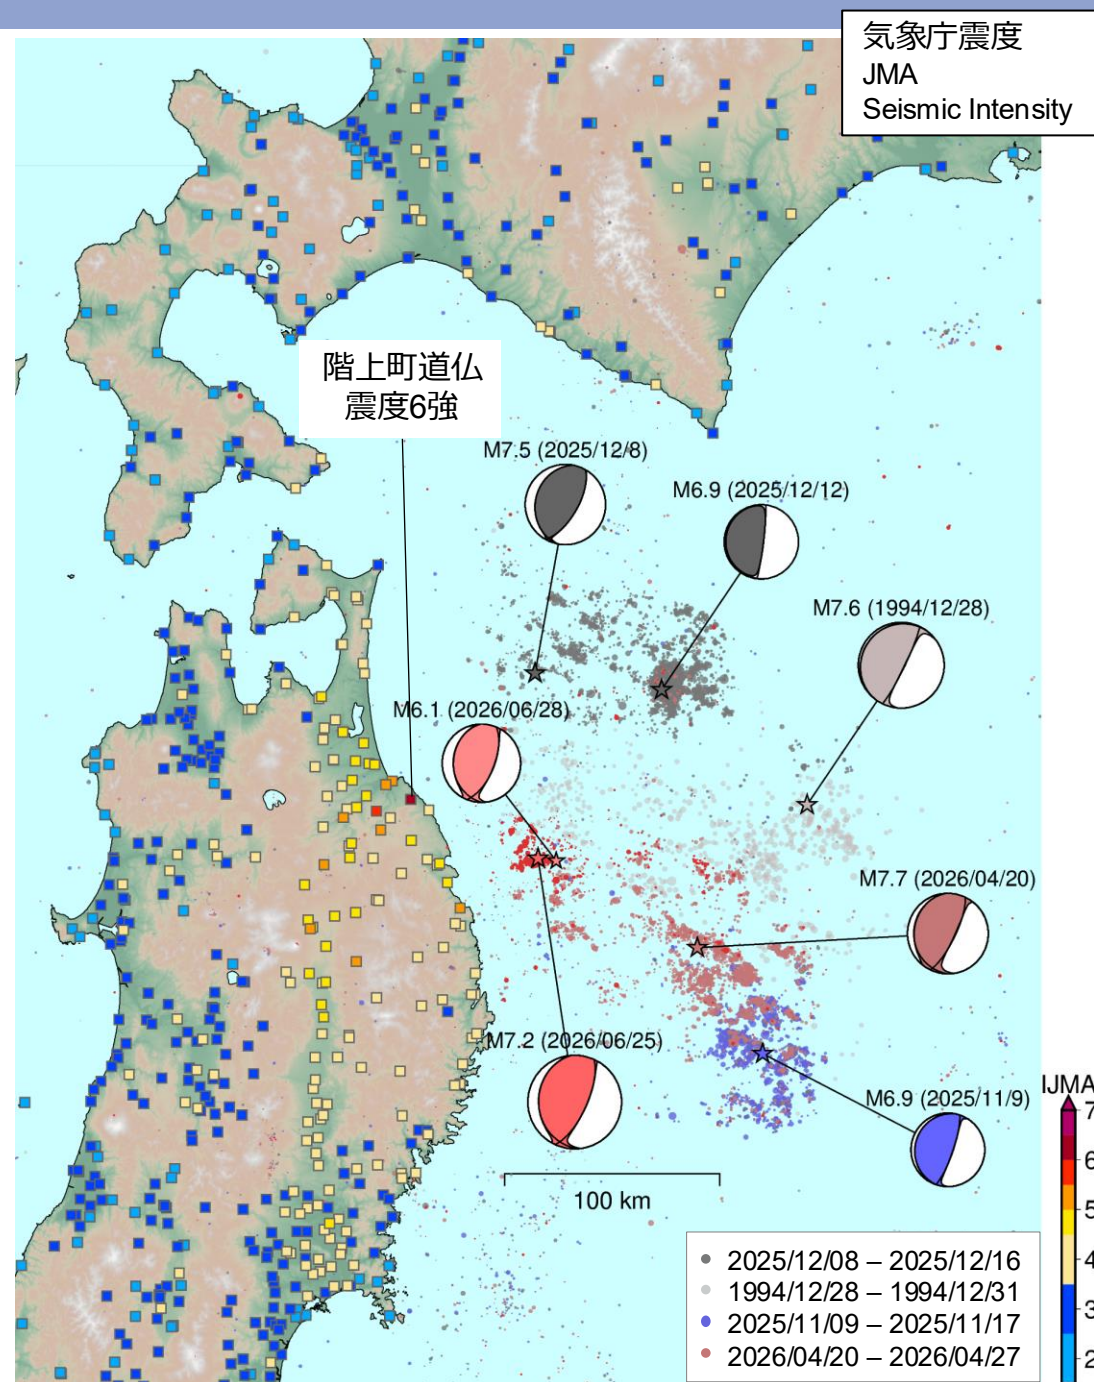 気象庁震度
JMA
Seismic Intensity
階上町道仏
震度6強
M7.5 (2025/12/8)
M6.9 (2025/12/12)
M7.6 (1994/12/28)
M6.1 (2026/06/28)
M7.7 (2026/04/20)
M7.2 (2026/06/25)
M6.9 (2025/11/9)
100 km
IJMA
7
6
5
4
3
2
2025/12/08 – 2025/12/16
1994/12/28 – 1994/12/31
2025/11/09 – 2025/11/17
2026/04/20 – 2026/04/27